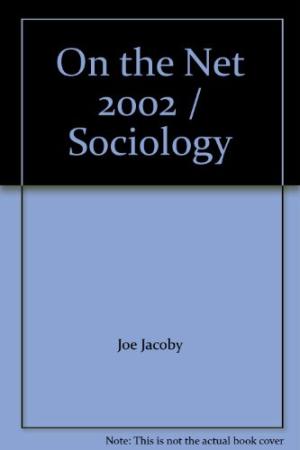 On the Net
2002 /
Sociology
Joe Jacoby
Note: This is not the actual book cover